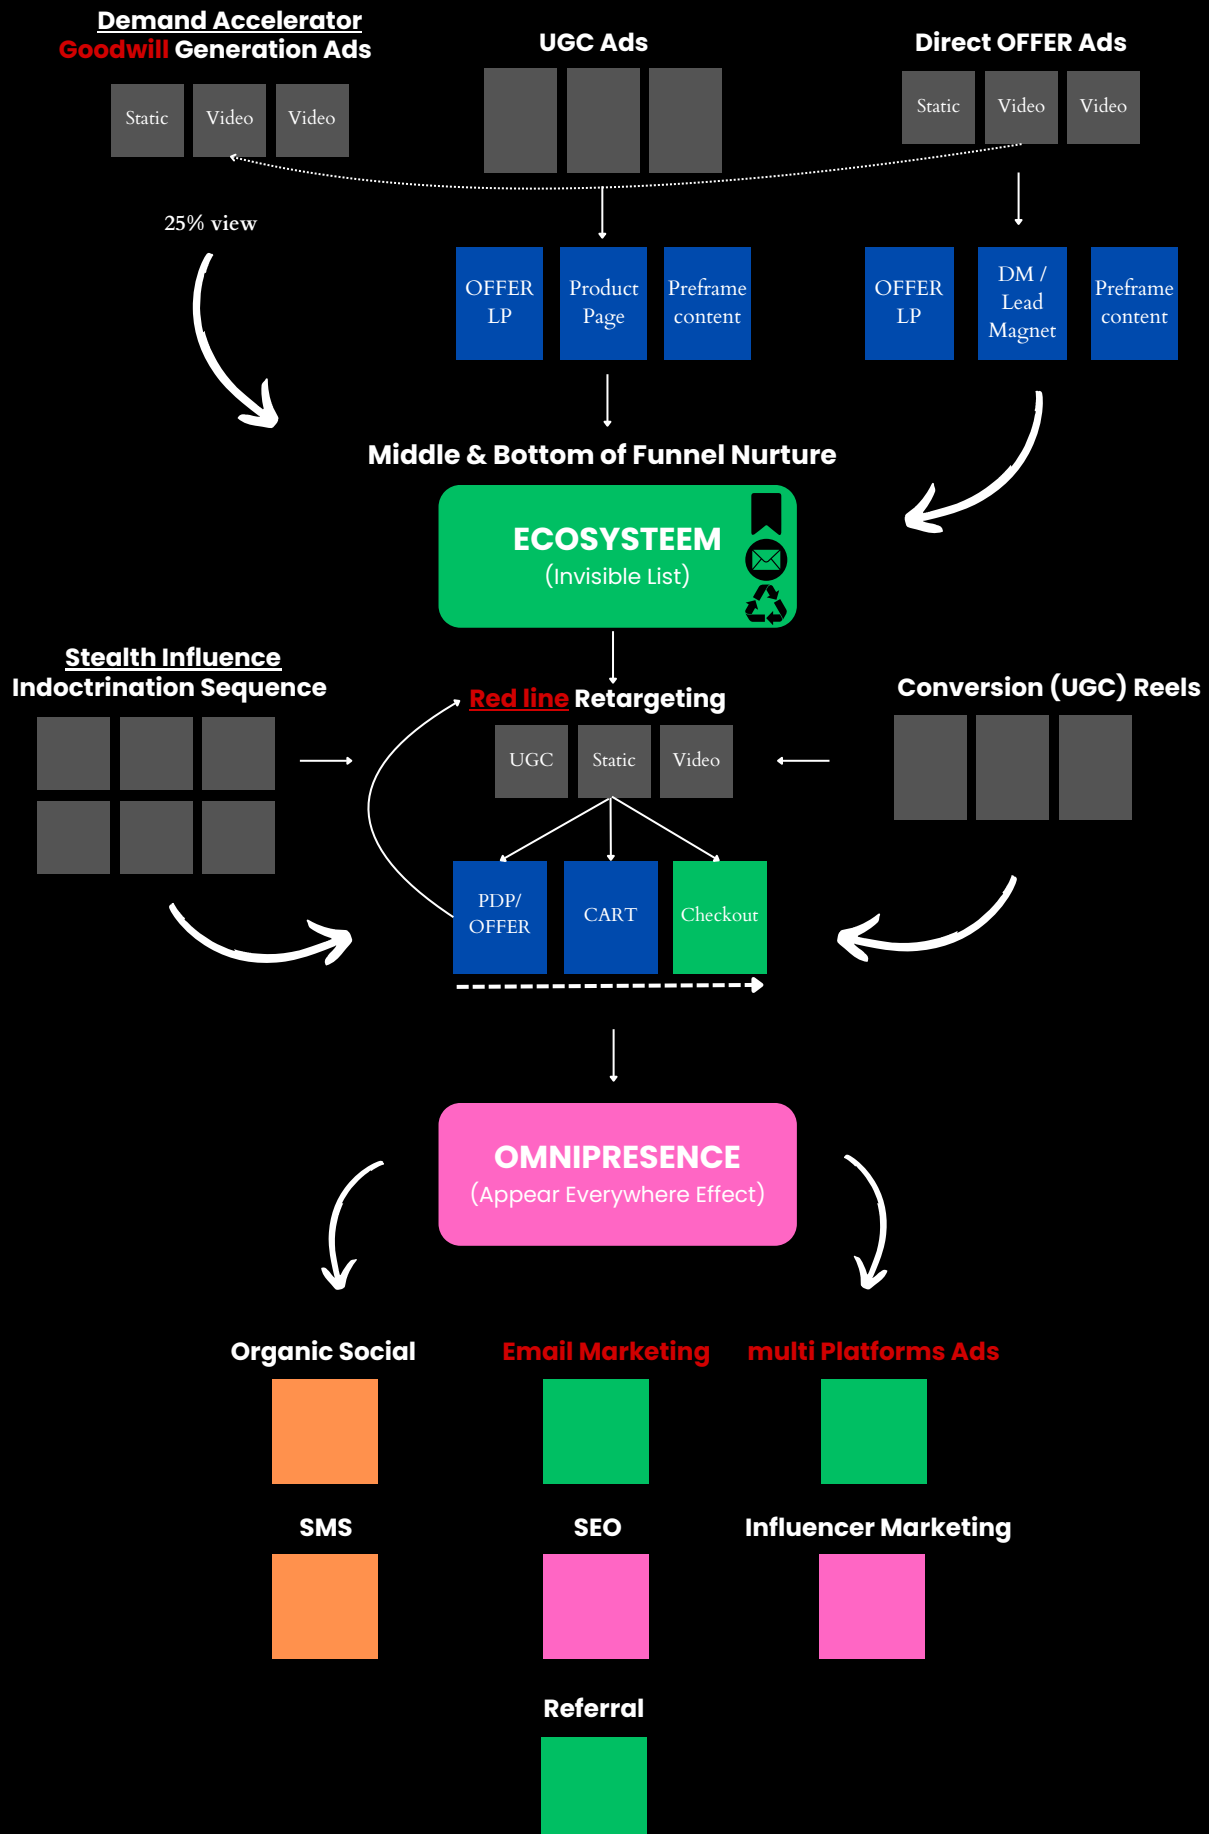 Demand Accelerator
Goodwill Generation Ads
Static
Video
Video
UGC Ads
Direct OFFER Ads
Static
Video
Video
25% view
OFFER
LP
Product
Page
Preframe
content
OFFER
LP
DM /
Lead
Magnet
Preframe
content
Middle & Bottom of Funnel Nurture
ECOSYSTEEM
(Invisible List)
Stealth Influence
Indoctrination Sequence
Red line Retargeting
UGC
Static
Video
Conversion (UGC) Reels
PDP/
OFFER
CART
Checkout
OMNIPRESENCE
(Appear Everywhere Effect)
Organic Social
Email Marketing
multi Platforms Ads
SMS
SEO
Influencer Marketing
Referral